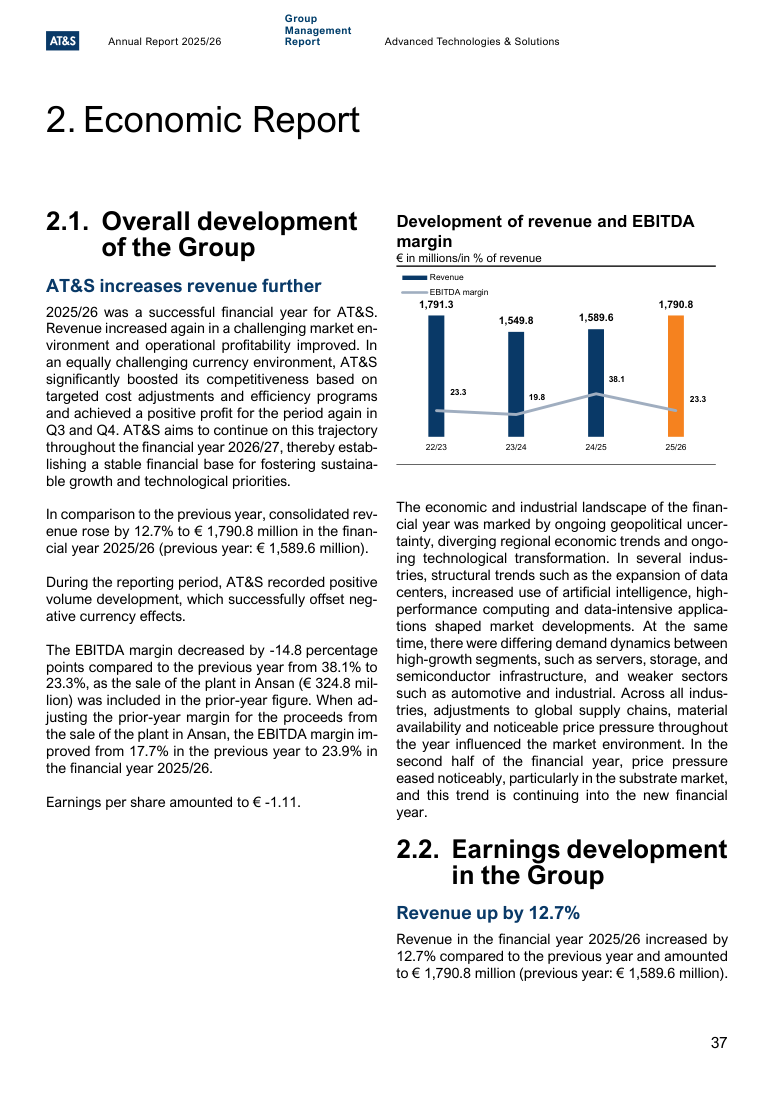 AT&S
Annual Report 2025/26
Group
Management
Report
Advanced Technologies & Solutions
2. Economic Report
2.1. Overall development
of the Group
AT&S increases revenue further
2025/26 was a successful financial year for AT&S.
Revenue increased again in a challenging market en-
vironment and operational profitability improved. In
an equally challenging currency environment, AT&S
significantly boosted its competitiveness based on
targeted cost adjustments and efficiency programs
and achieved a positive profit for the period again in
Q3 and Q4. AT&S aims to continue on this trajectory
throughout the financial year 2026/27, thereby estab-
lishing a stable financial base for fostering sustaina-
ble growth and technological priorities.
In comparison to the previous year, consolidated rev-
enue rose by 12.7% to € 1,790.8 million in the finan-
cial year 2025/26 (previous year: € 1,589.6 million).
During the reporting period, AT&S recorded positive
volume development, which successfully offset neg-
ative currency effects.
The EBITDA margin decreased by -14.8 percentage
points compared to the previous year from 38.1% to
23.3%, as the sale of the plant in Ansan (€ 324.8 mil-
lion) was included in the prior-year figure. When ad-
justing the prior-year margin for the proceeds from
the sale of the plant in Ansan, the EBITDA margin im-
proved from 17.7% in the previous year to 23.9% in
the financial year 2025/26.
Earnings per share amounted to € -1.11.
Development of revenue and EBITDA
margin
€ in millions/in % of revenue
Revenue
EBITDA margin
1,791.3
1,549.8
1,589.6
1,790.8
23.3
19.8
38.1
23.3
22/23
23/24
24/25
25/26
The economic and industrial landscape of the finan-
cial year was marked by ongoing geopolitical uncer-
tainty, diverging regional economic trends and ongo-
ing technological transformation. In several indus-
tries, structural trends such as the expansion of data
centers, increased use of artificial intelligence, high-
performance computing and data-intensive applica-
tions shaped market developments. At the same
time, there were differing demand dynamics between
high-growth segments, such as servers, storage, and
semiconductor infrastructure, and weaker sectors
such as automotive and industrial. Across all indus-
tries, adjustments to global supply chains, material
availability and noticeable price pressure throughout
the year influenced the market environment. In the
second half of the financial year, price pressure
eased noticeably, particularly in the substrate market,
and this trend is continuing into the new financial
year.
2.2. Earnings development
in the Group
Revenue up by 12.7%
Revenue in the financial year 2025/26 increased by
12.7% compared to the previous year and amounted
to € 1,790.8 million (previous year: € 1,589.6 million).
37